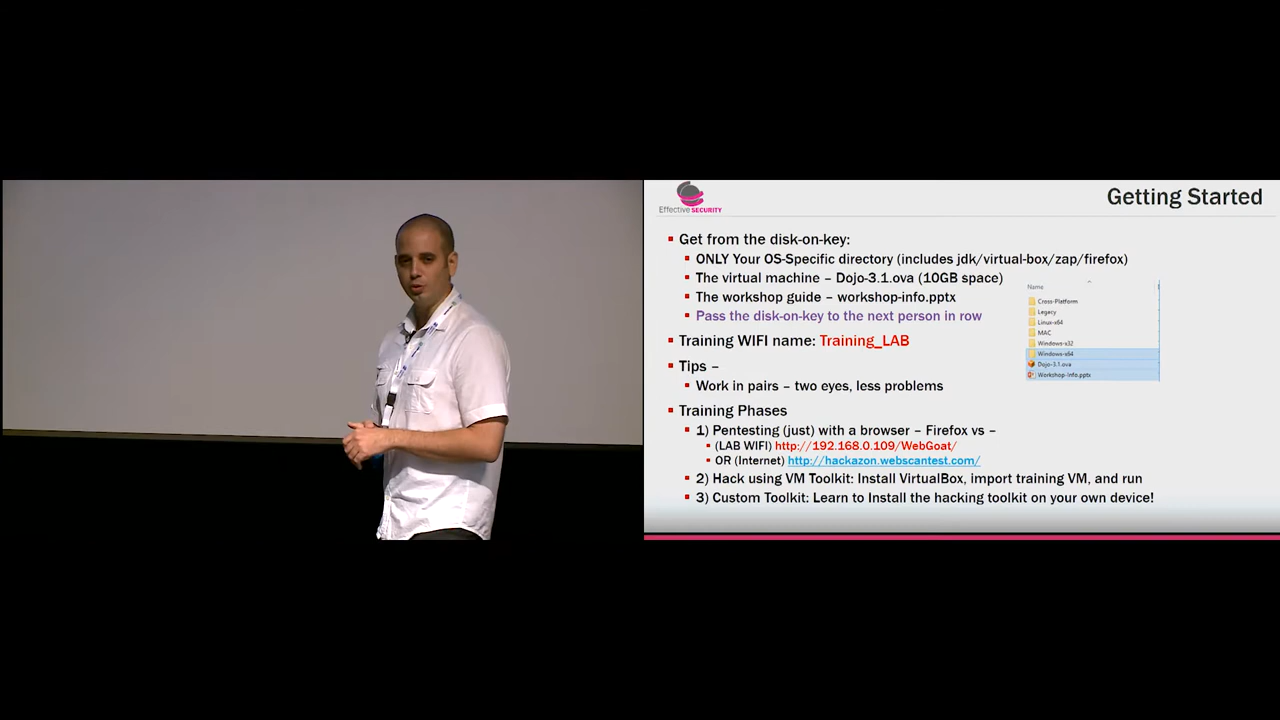 Effective SECURITY
Getting Started
Get from the disk-on-key:
ONLY Your OS-Specific directory (includes jdk/virtual-box/zap/firefox)
The virtual machine – Dojo-3.1.ova (10GB space)
The workshop guide – workshop-info.pptx
Pass the disk-on-key to the next person in row
Name
Cross-Platform
Legacy
Linux-x64
MAC
Windows-x32
Windows-x64
Dojo-3.1.ova
Workshop-Info.pptx
Training WIFI name: Training_LAB
Tips –
Work in pairs – two eyes, less problems
Training Phases
1) Pentesting (just) with a browser – Firefox vs –
(LAB WIFI) http://192.168.0.109/WebGoat/
OR (Internet) http://hackazon.webscantest.com/
2) Hack using VM Toolkit: Install VirtualBox, import training VM, and run
3) Custom Toolkit: Learn to Install the hacking toolkit on your own device!